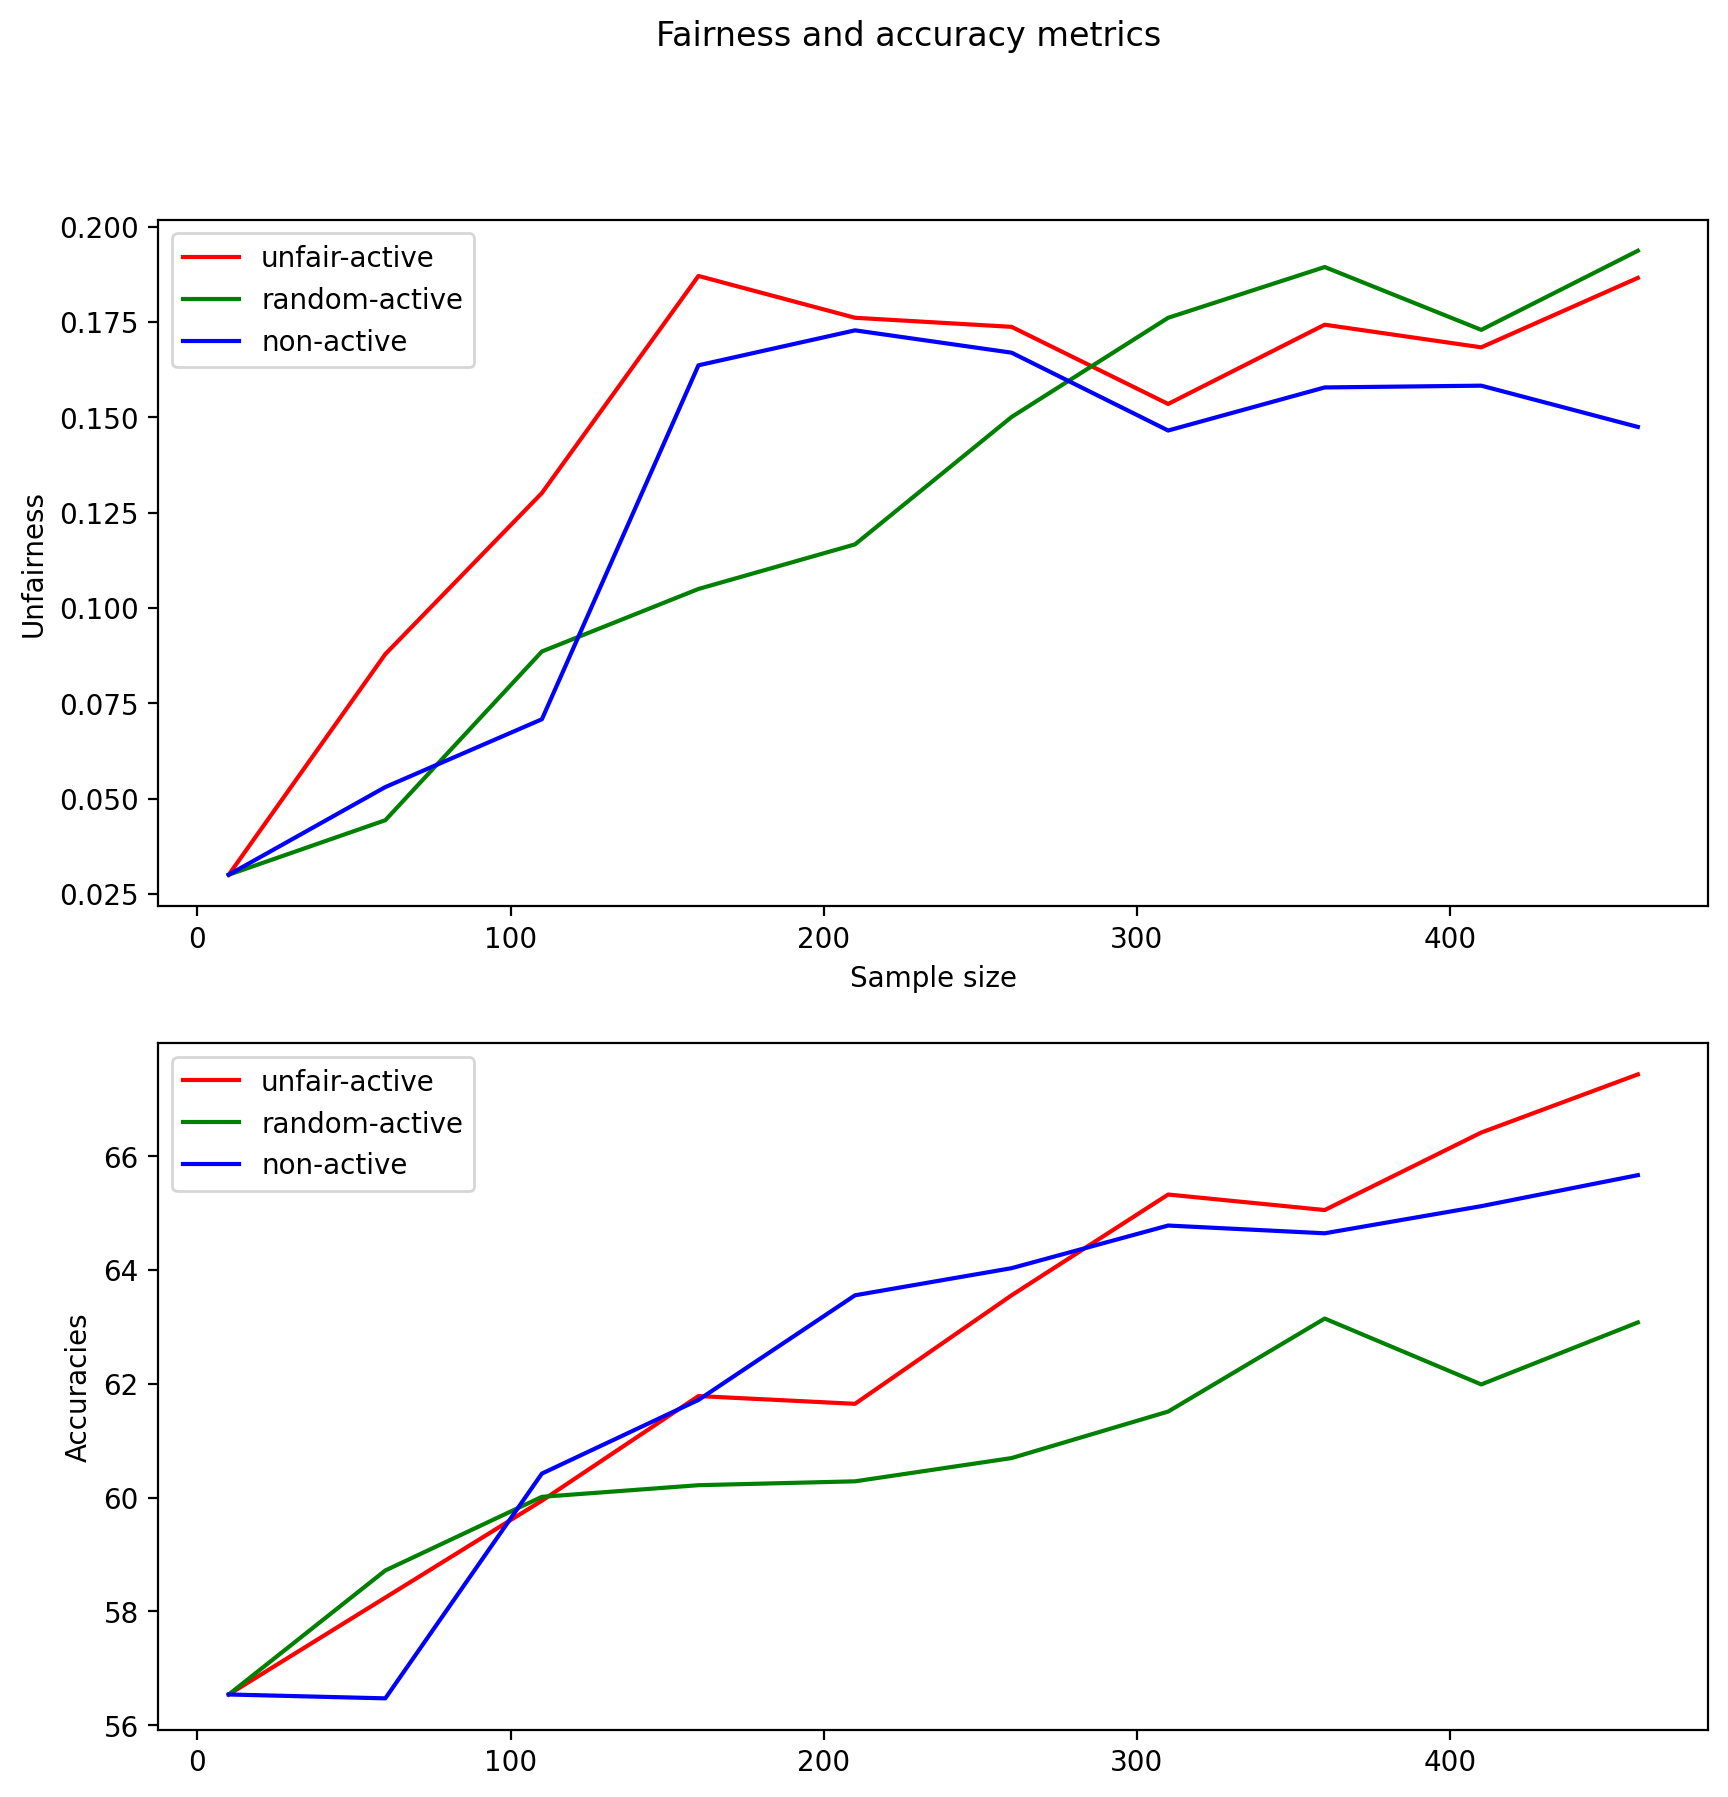 Fairness and accuracy metrics
0.200
0.175
0.150
0.125
0.100
0.075
0.050
0.025
Unfairness
unfair-active
random-active
non-active
0 100 200 300 400
Sample size
66
64
62
60
58
56
Accuracies
unfair-active
random-active
non-active
0 100 200 300 400